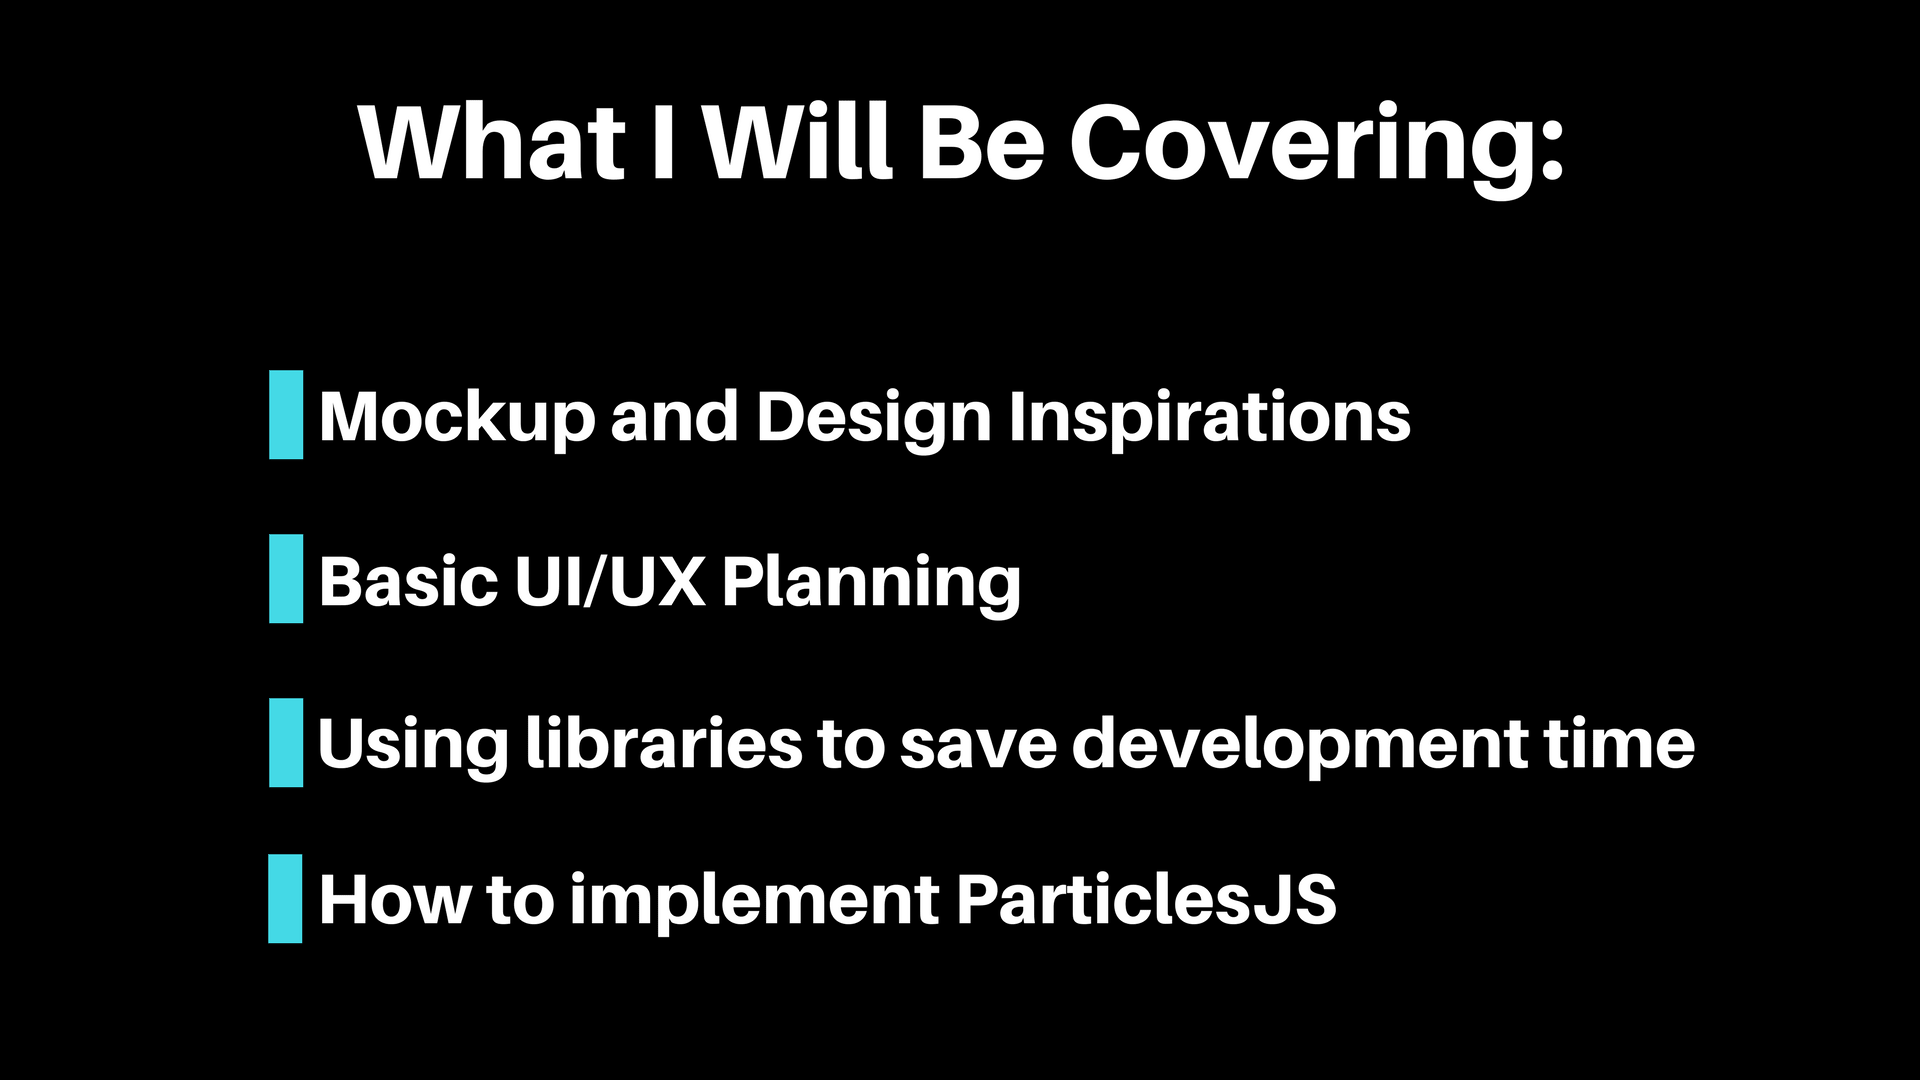 What I Will Be Covering:
Mockup and Design Inspirations
Basic UI/UX Planning
Using libraries to save development time
How to implement ParticlesJS